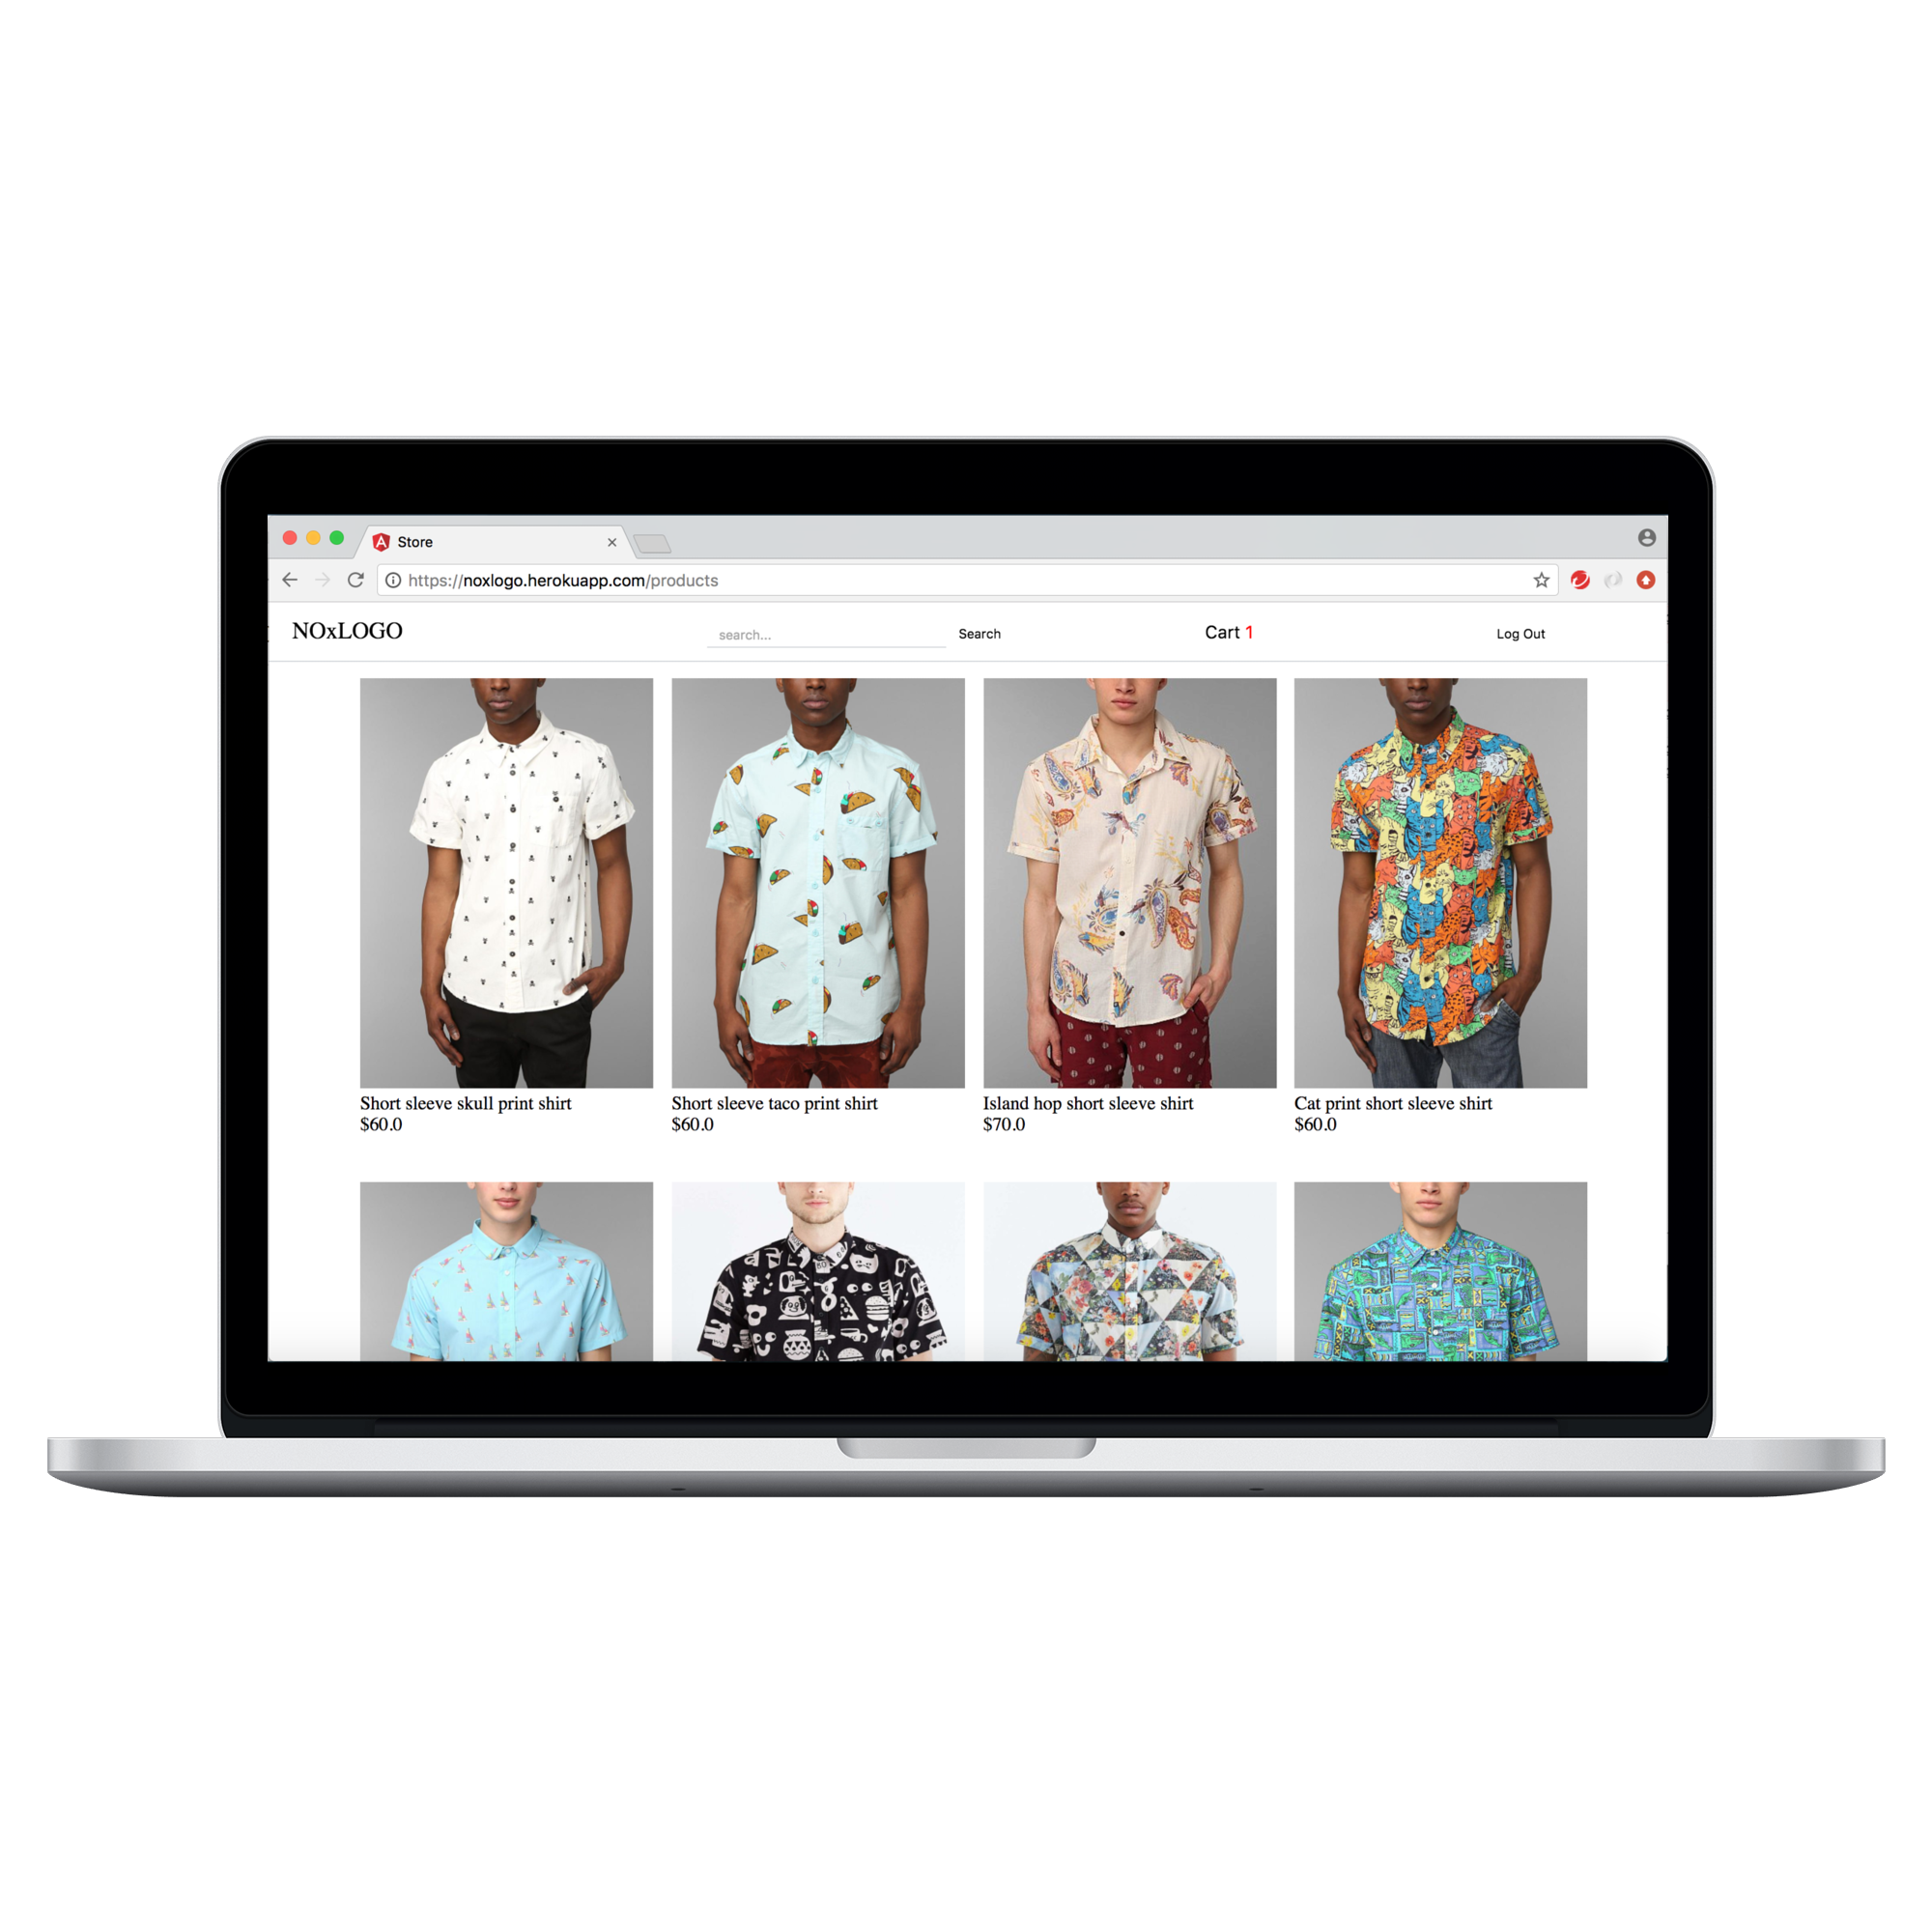 Store
https://noxlogo.herokuapp.com/products
NOxLOGO
search...
Search
Cart 1
Log Out
Short sleeve skull print shirt
$60.0
Short sleeve taco print shirt
$60.0
Island hop short sleeve shirt
$70.0
Cat print short sleeve shirt
$60.0